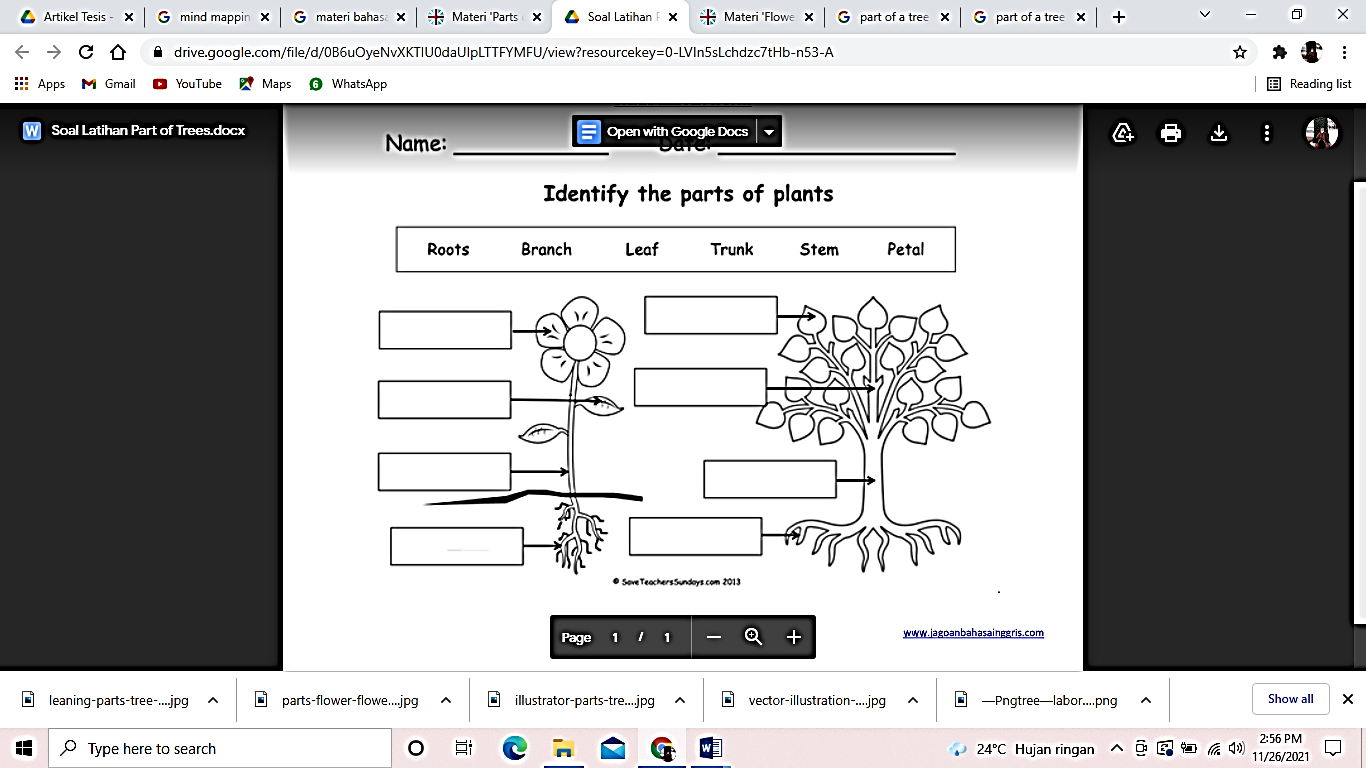 Artikel Tesis -
mind mappin
materi bahas
Materi 'Parts
Soal Latihan
Materi 'Flowe
part of a tree
part of a tree
drive.google.com/file/d/0B6uOyeNvXKTlU0daUlpLTTFYMFU/view?resourcekey=0-LVln5sLchdzc7tHb-n53-A
Apps Gmail YouTube Maps WhatsApp Reading list
Soal Latihan Part of Trees.docx
Open with Google Docs
Name: Date:
Identify the parts of plants
Roots Branch Leaf Trunk Stem Petal
© SaveTeachersSundays.com 2013
Page 1 / 1
www.jagoanbahasainggris.com
leaning-parts-tree-....jpg
parts-flower-flowe....jpg
illustrator-parts-tre....jpg
vector-illustration-....jpg
—Pngtree—labor....png
Show all
Type here to search
24°C Hujan ringan
2:56 PM
11/26/2021